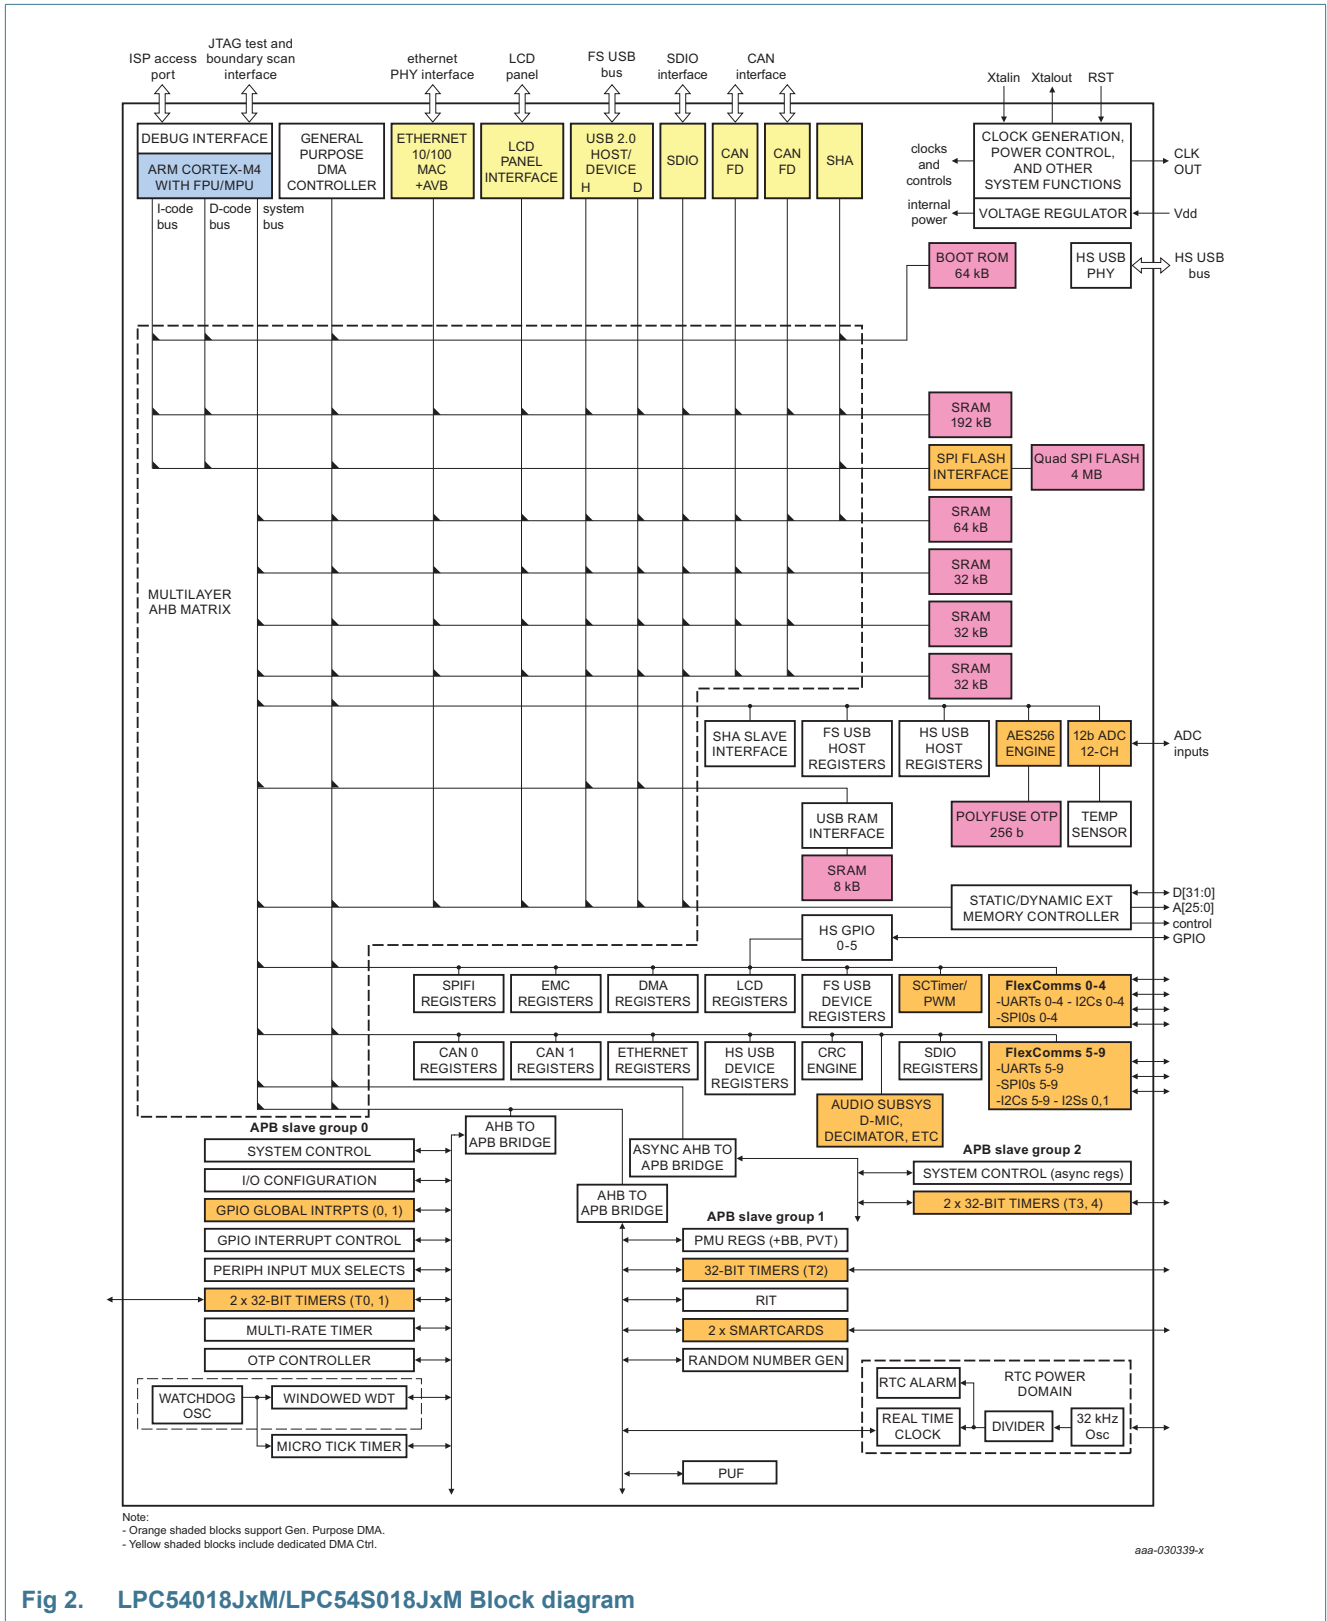 ISP access
port
JTAG test and
boundary scan
interface
ethernet
PHY interface
LCD
panel
FS USB
bus
SDIO
interface
CAN
interface
Xtalin
Xtalout
RST
DEBUG INTERFACE
ARM CORTEX-M4
WITH FPU/MPU
GENERAL
PURPOSE
DMA
CONTROLLER
ETHERNET
10/100
MAC
+AVB
LCD
PANEL
INTERFACE
USB 2.0
HOST/
DEVICE
H D
SDIO
CAN
FD
CAN
FD
SHA
clocks
and
controls
internal
power
CLOCK GENERATION,
POWER CONTROL,
AND OTHER
SYSTEM FUNCTIONS
VOLTAGE REGULATOR
CLK
OUT
Vdd
I-code
bus
D-code
bus
system
bus
BOOT ROM
64 kB
HS USB
PHY
HS USB
bus
SRAM
192 kB
SPI FLASH
INTERFACE
Quad SPI FLASH
4 MB
SRAM
64 kB
SRAM
32 kB
MULTILAYER
AHB MATRIX
SRAM
32 kB
SRAM
32 kB
SHA SLAVE
INTERFACE
FS USB
HOST
REGISTERS
HS USB
HOST
REGISTERS
AES256
ENGINE
12b ADC
12-CH
ADC
inputs
USB RAM
INTERFACE
POLYFUSE OTP
256 b
TEMP
SENSOR
SRAM
8 kB
STATIC/DYNAMIC EXT
MEMORY CONTROLLER
D[31:0]
A[25:0]
control
GPIO
HS GPIO
0-5
SPIFI
REGISTERS
EMC
REGISTERS
DMA
REGISTERS
LCD
REGISTERS
FS USB
DEVICE
REGISTERS
SCTimer/
PWM
FlexComms 0-4
-UARTs 0-4 - I2Cs 0-4
-SPI0s 0-4
CAN 0
REGISTERS
CAN 1
REGISTERS
ETHERNET
REGISTERS
HS USB
DEVICE
REGISTERS
CRC
ENGINE
SDIO
REGISTERS
FlexComms 5-9
-UARTs 5-9
-SPI0s 5-9
-I2Cs 5-9 - I2Ss 0,1
AUDIO SUBSYS
D-MIC,
DECIMATOR, ETC
APB slave group 0
SYSTEM CONTROL
I/O CONFIGURATION
GPIO GLOBAL INTRPTS (0, 1)
GPIO INTERRUPT CONTROL
PERIPH INPUT MUX SELECTS
2 x 32-BIT TIMERS (T0, 1)
MULTI-RATE TIMER
OTP CONTROLLER
WATCHDOG
OSC
WINDOWED WDT
MICRO TICK TIMER
AHB TO
APB BRIDGE
ASYNC AHB TO
APB BRIDGE
AHB TO
APB BRIDGE
APB slave group 2
SYSTEM CONTROL (async regs)
2 x 32-BIT TIMERS (T3, 4)
APB slave group 1
PMU REGS (+BB, PVT)
32-BIT TIMERS (T2)
RIT
2 x SMARTCARDS
RANDOM NUMBER GEN
RTC ALARM
RTC POWER
DOMAIN
REAL TIME
CLOCK
DIVIDER
32 kHz
Osc
PUF
Note:
- Orange shaded blocks support Gen. Purpose DMA.
- Yellow shaded blocks include dedicated DMA Ctrl.
aaa-030339-x
Fig 2. LPC54018JxM/LPC54S018JxM Block diagram